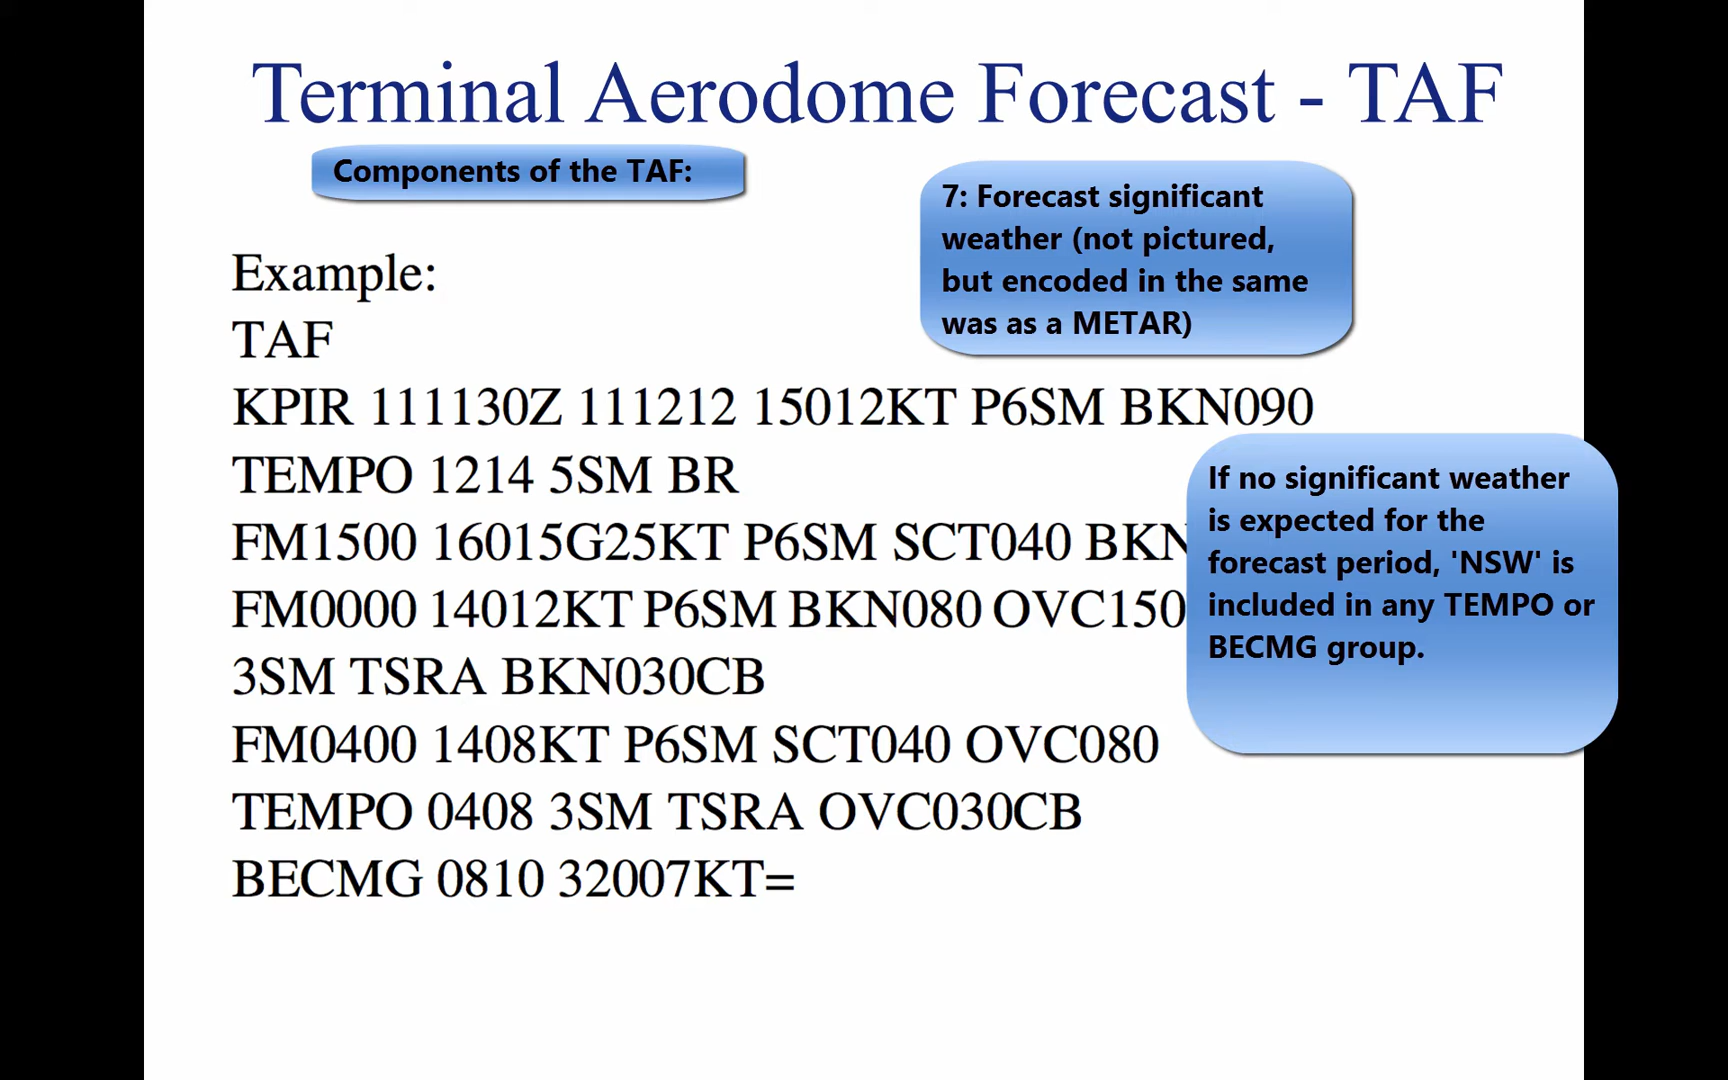 Terminal Aerodome Forecast - TAF
Components of the TAF:
7: Forecast significant
weather (not pictured,
but encoded in the same
was as a METAR)
Example:
TAF
KPIR 111130Z 111212 15012KT P6SM BKN090
TEMPO 1214 5SM BR
FM1500 16015G25KT P6SM SCT040 BKN
FM0000 14012KT P6SM BKN080 OVC150
3SM TSRA BKN030CB
FM0400 1408KT P6SM SCT040 OVC080
TEMPO 0408 3SM TSRA OVC030CB
BECMG 0810 32007KT=
If no significant weather
is expected for the
forecast period, 'NSW' is
included in any TEMPO or
BECMG group.